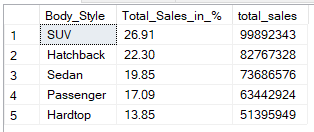 Body_Style Total_Sales_in_% total_sales
1 SUV 26.91 99892343
2 Hatchback 22.30 82767328
3 Sedan 19.85 73686576
4 Passenger 17.09 63442924
5 Hardtop 13.85 51395949